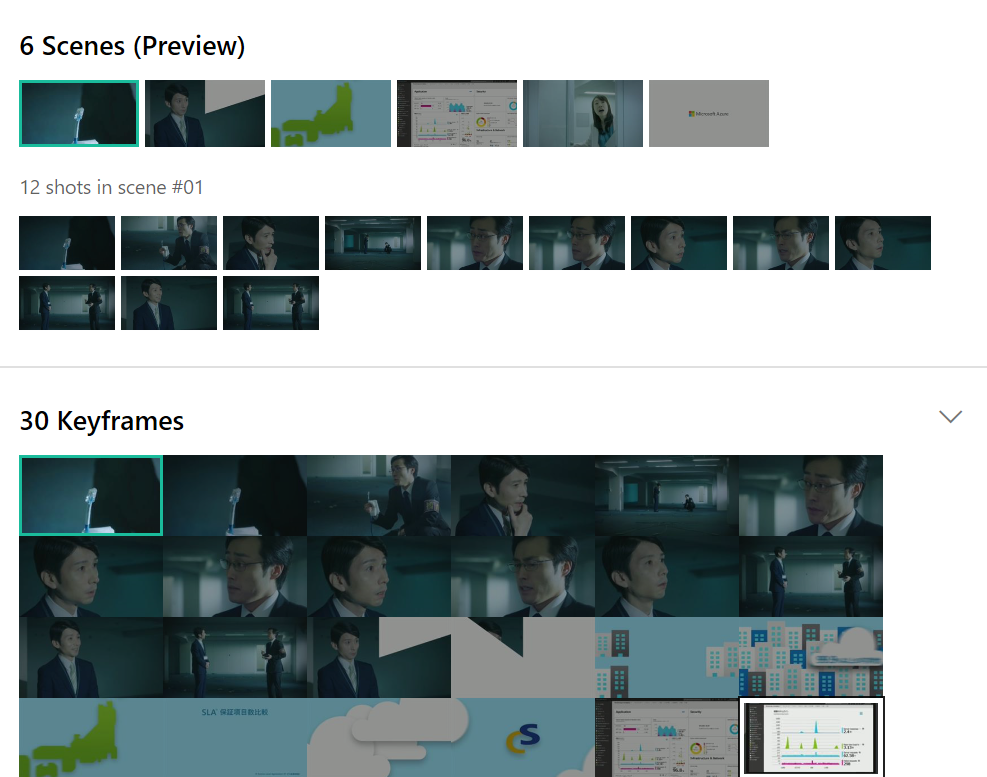 6 Scenes (Preview)
Microsoft Azure
12 shots in scene #01
30 Keyframes
SLA* 保証項目数比較